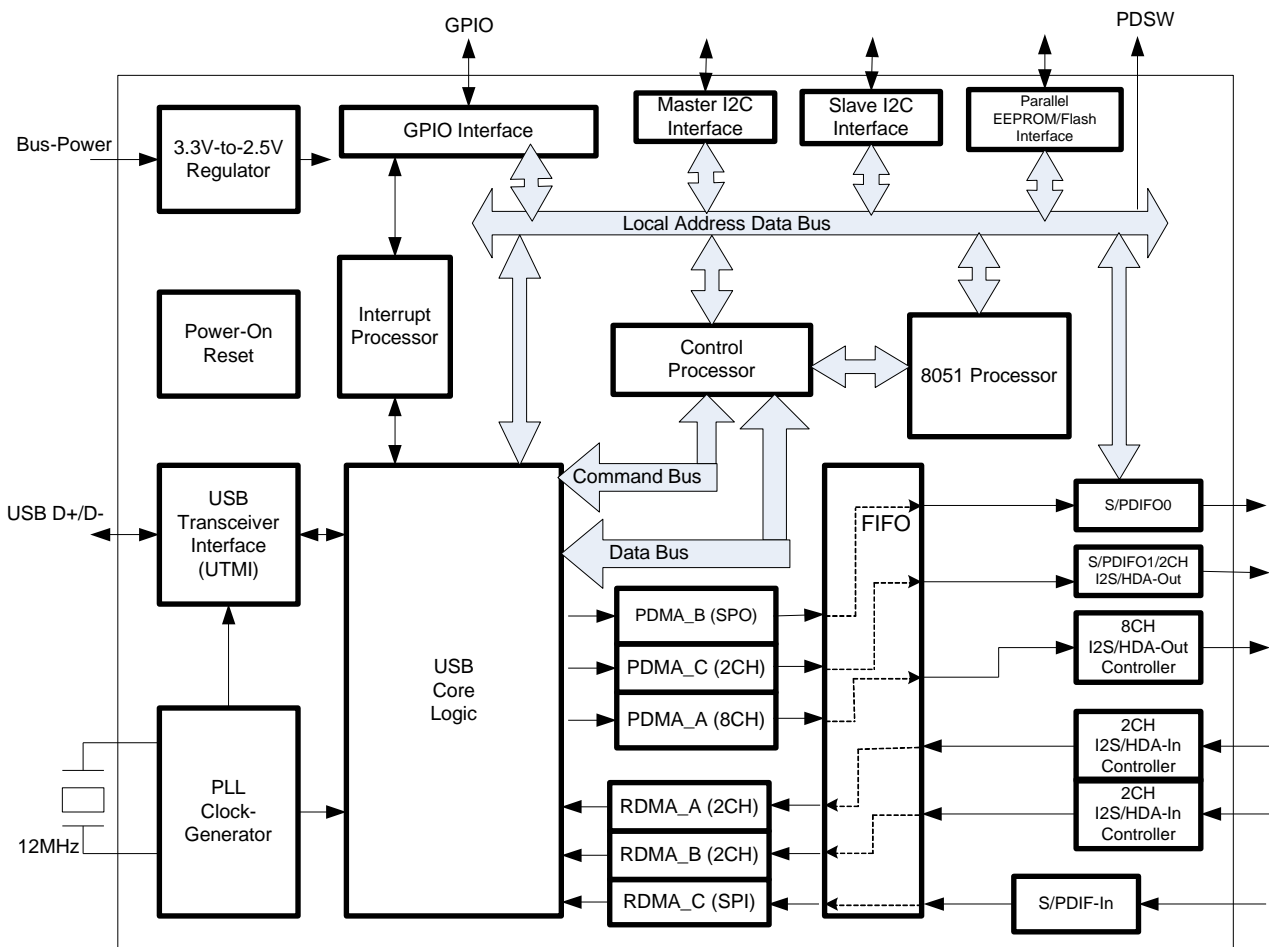 GPIO
PDSW
Bus-Power
3.3V-to-2.5V
Regulator
GPIO Interface
Master I2C
Interface
Slave I2C
Interface
Parallel
EEPROM/Flash
Interface
Local Address Data Bus
Power-On
Reset
Interrupt
Processor
Control
Processor
8051 Processor
USB D+/D-
USB
Transceiver
Interface
(UTMI)
Command Bus
Data Bus
FIFO
S/PDIFO0
S/PDIFO1/2CH
I2S/HDA-Out
8CH
I2S/HDA-Out
Controller
USB
Core
Logic
PDMA_B (SPO)
PDMA_C (2CH)
PDMA_A (8CH)
12MHz
PLL
Clock-
Generator
RDMA_A (2CH)
RDMA_B (2CH)
RDMA_C (SPI)
2CH
I2S/HDA-In
Controller
2CH
I2S/HDA-In
Controller
S/PDIF-In